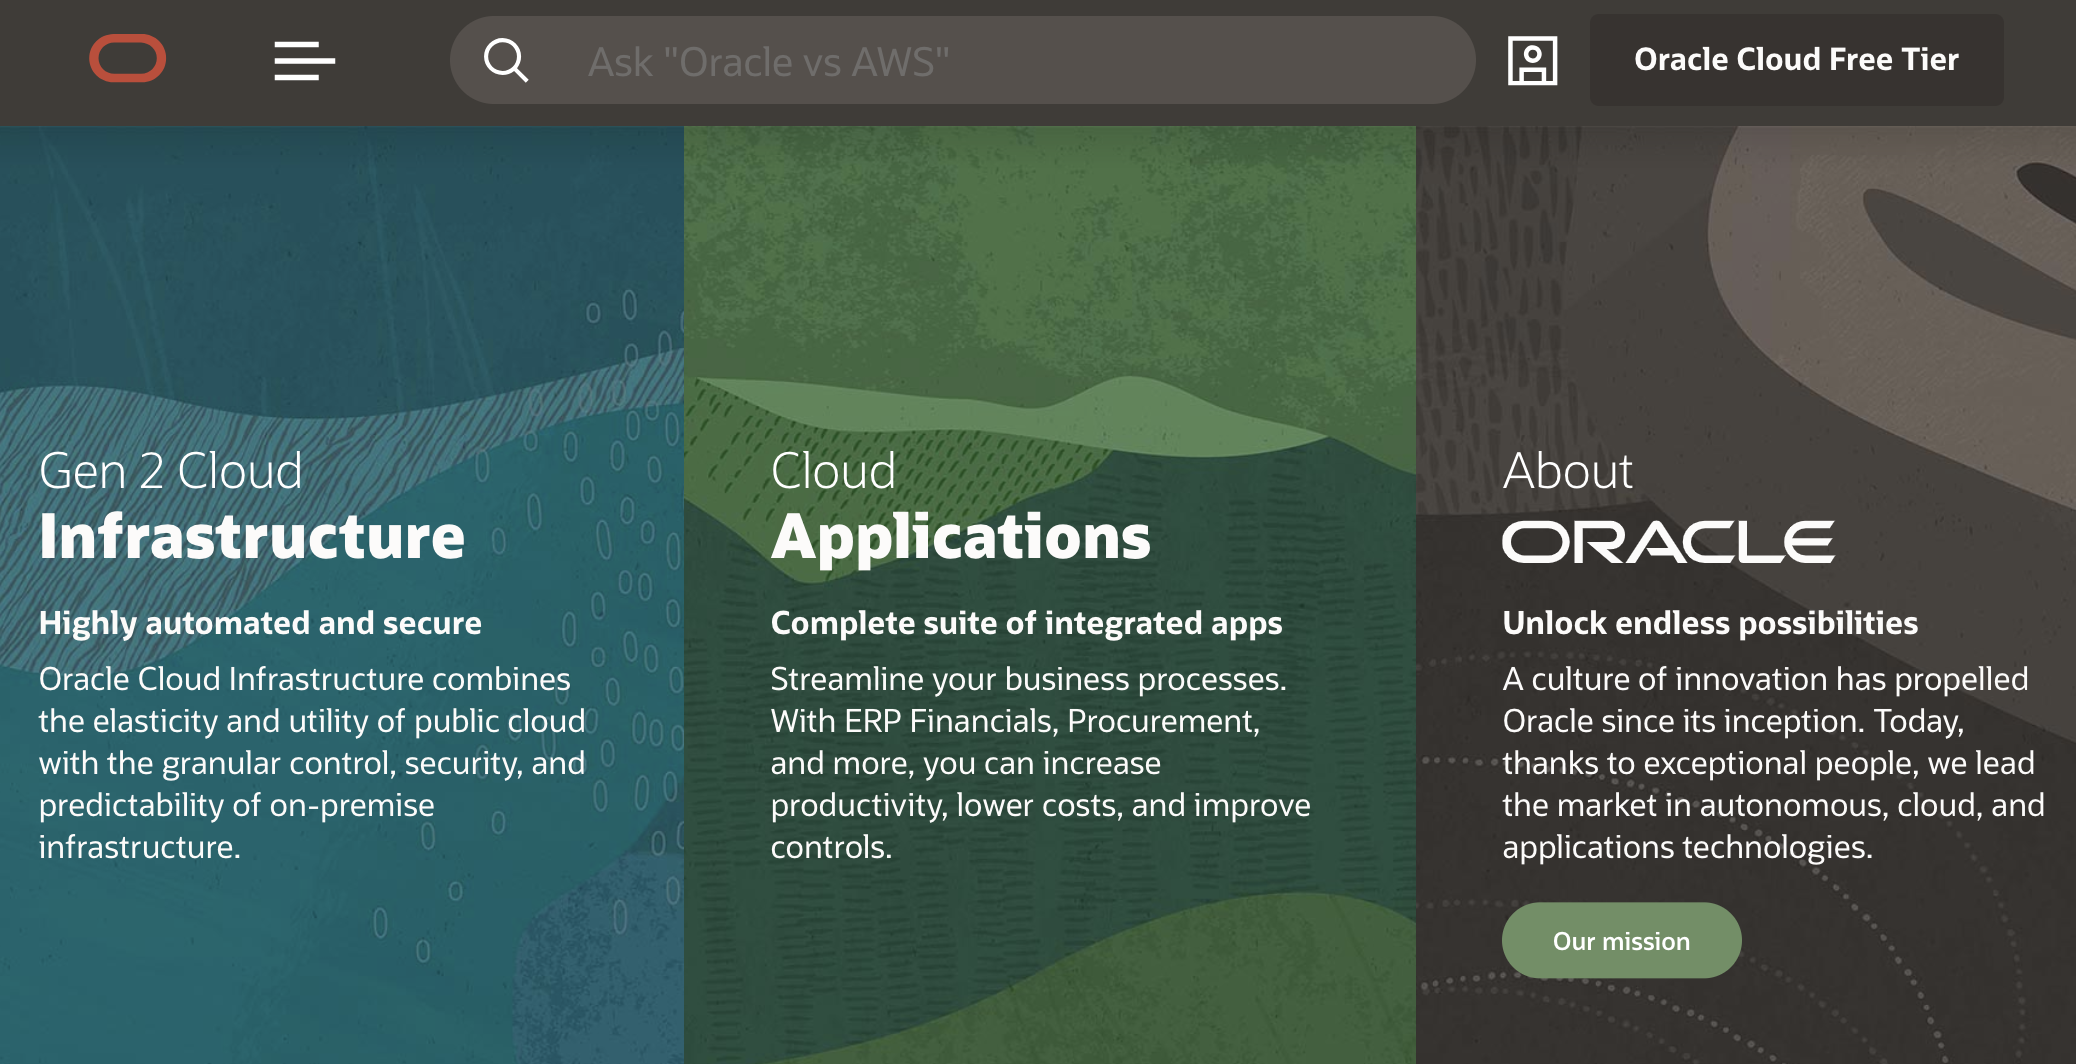 Ask "Oracle vs AWS"
Oracle Cloud Free Tier
Gen 2 Cloud
Infrastructure
Highly automated and secure
Oracle Cloud Infrastructure combines
the elasticity and utility of public cloud
with the granular control, security, and
predictability of on-premise
infrastructure.
Cloud
Applications
Complete suite of integrated apps
Streamline your business processes.
With ERP Financials, Procurement,
and more, you can increase
productivity, lower costs, and improve
controls.
About
ORACLE
Unlock endless possibilities
A culture of innovation has propelled
Oracle since its inception. Today,
thanks to exceptional people, we lead
the market in autonomous, cloud, and
applications technologies.
Our mission